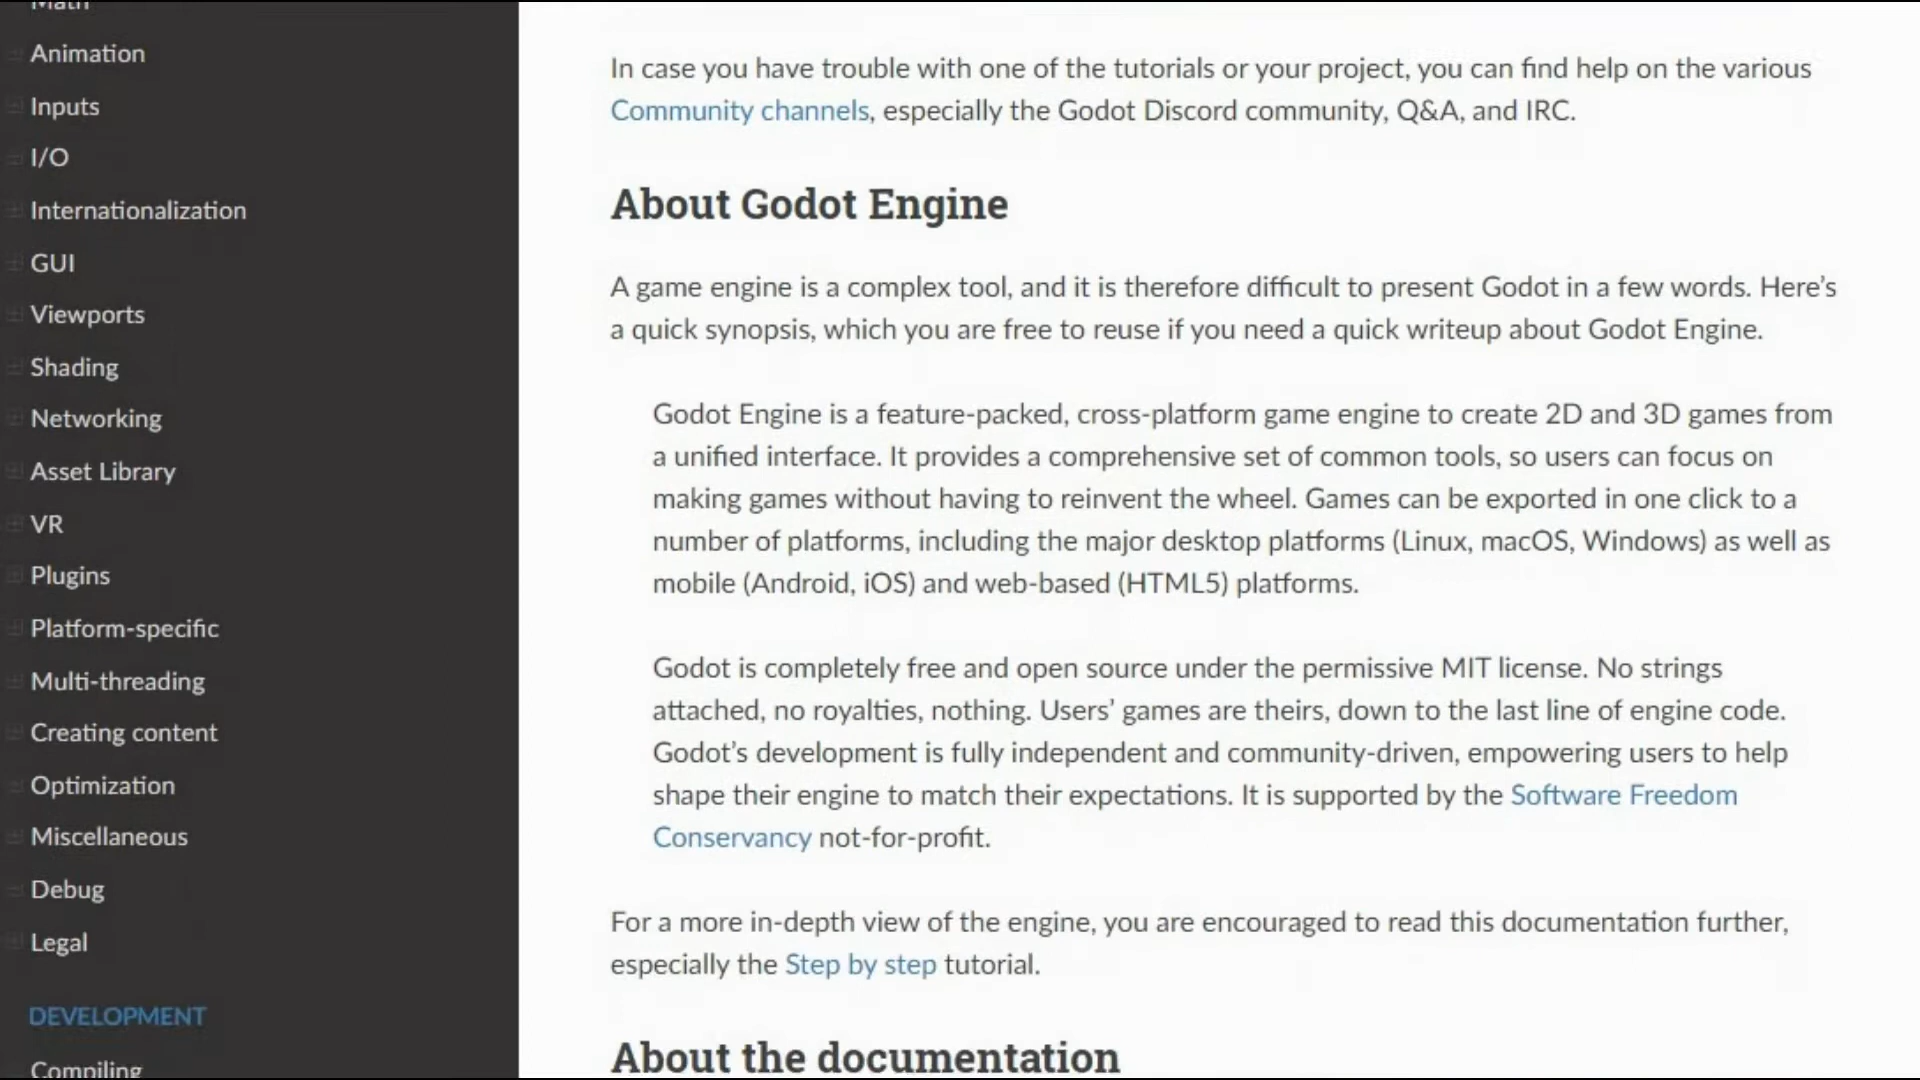 Math
Animation
Inputs
I/O
Internationalization
GUI
Viewports
Shading
Networking
Asset Library
VR
Plugins
Platform-specific
Multi-threading
Creating content
Optimization
Miscellaneous
Debug
Legal
DEVELOPMENT
Compiling
In case you have trouble with one of the tutorials or your project, you can find help on the various
Community channels, especially the Godot Discord community, Q&A, and IRC.
About Godot Engine
A game engine is a complex tool, and it is therefore difficult to present Godot in a few words. Here’s
a quick synopsis, which you are free to reuse if you need a quick writeup about Godot Engine.
Godot Engine is a feature-packed, cross-platform game engine to create 2D and 3D games from
a unified interface. It provides a comprehensive set of common tools, so users can focus on
making games without having to reinvent the wheel. Games can be exported in one click to a
number of platforms, including the major desktop platforms (Linux, macOS, Windows) as well as
mobile (Android, iOS) and web-based (HTML5) platforms.
Godot is completely free and open source under the permissive MIT license. No strings
attached, no royalties, nothing. Users’ games are theirs, down to the last line of engine code.
Godot’s development is fully independent and community-driven, empowering users to help
shape their engine to match their expectations. It is supported by the Software Freedom
Conservancy not-for-profit.
For a more in-depth view of the engine, you are encouraged to read this documentation further,
especially the Step by step tutorial.
About the documentation